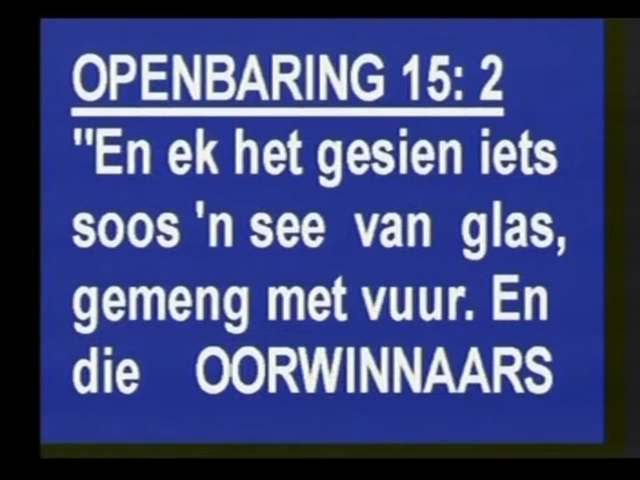 OPENBARING 15: 2
"En ek het gesien iets
soos 'n see van glas,
gemeng met vuur. En
die OORWINNAARS